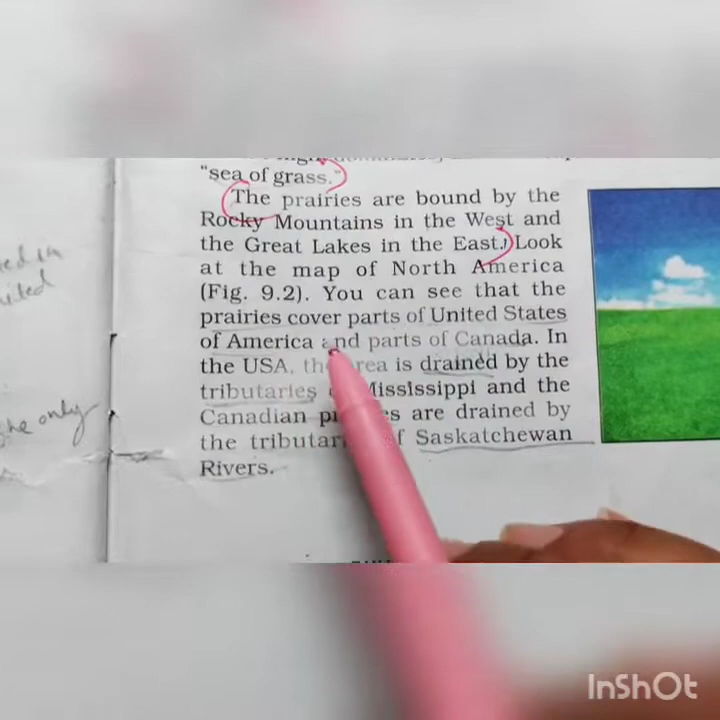 "sea of grass."
The prairies are bound by the
Rocky Mountains in the West and
the Great Lakes in the East. Look
at the map of North America
(Fig. 9.2). You can see that the
prairies cover parts of United States
of America and parts of Canada. In
the USA, the area is drained by the
tributaries Mississippi and the
Canadian are drained by
the Saskatchewan
Rivers.
ited
he only
InShOt